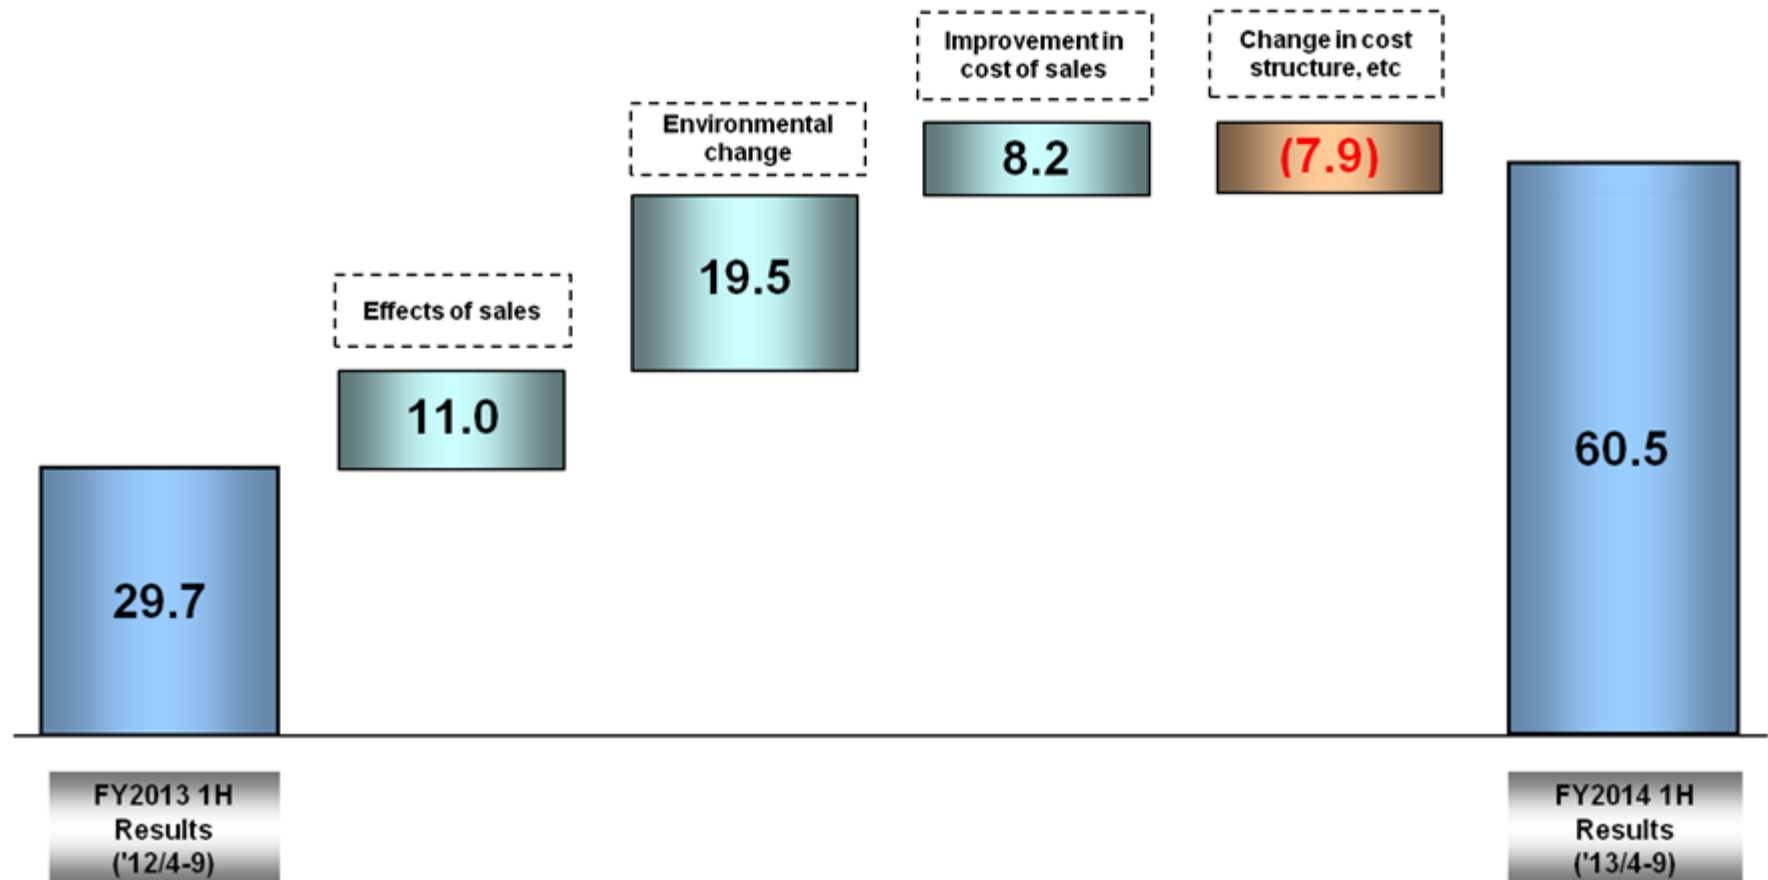 Improvement in
cost of sales
Change in cost
structure, etc
Environmental
change
8.2
(7.9)
19.5
Effects of sales
11.0
60.5
29.7
FY2013 1H
Results
('12/4-9)
FY2014 1H
Results
('13/4-9)